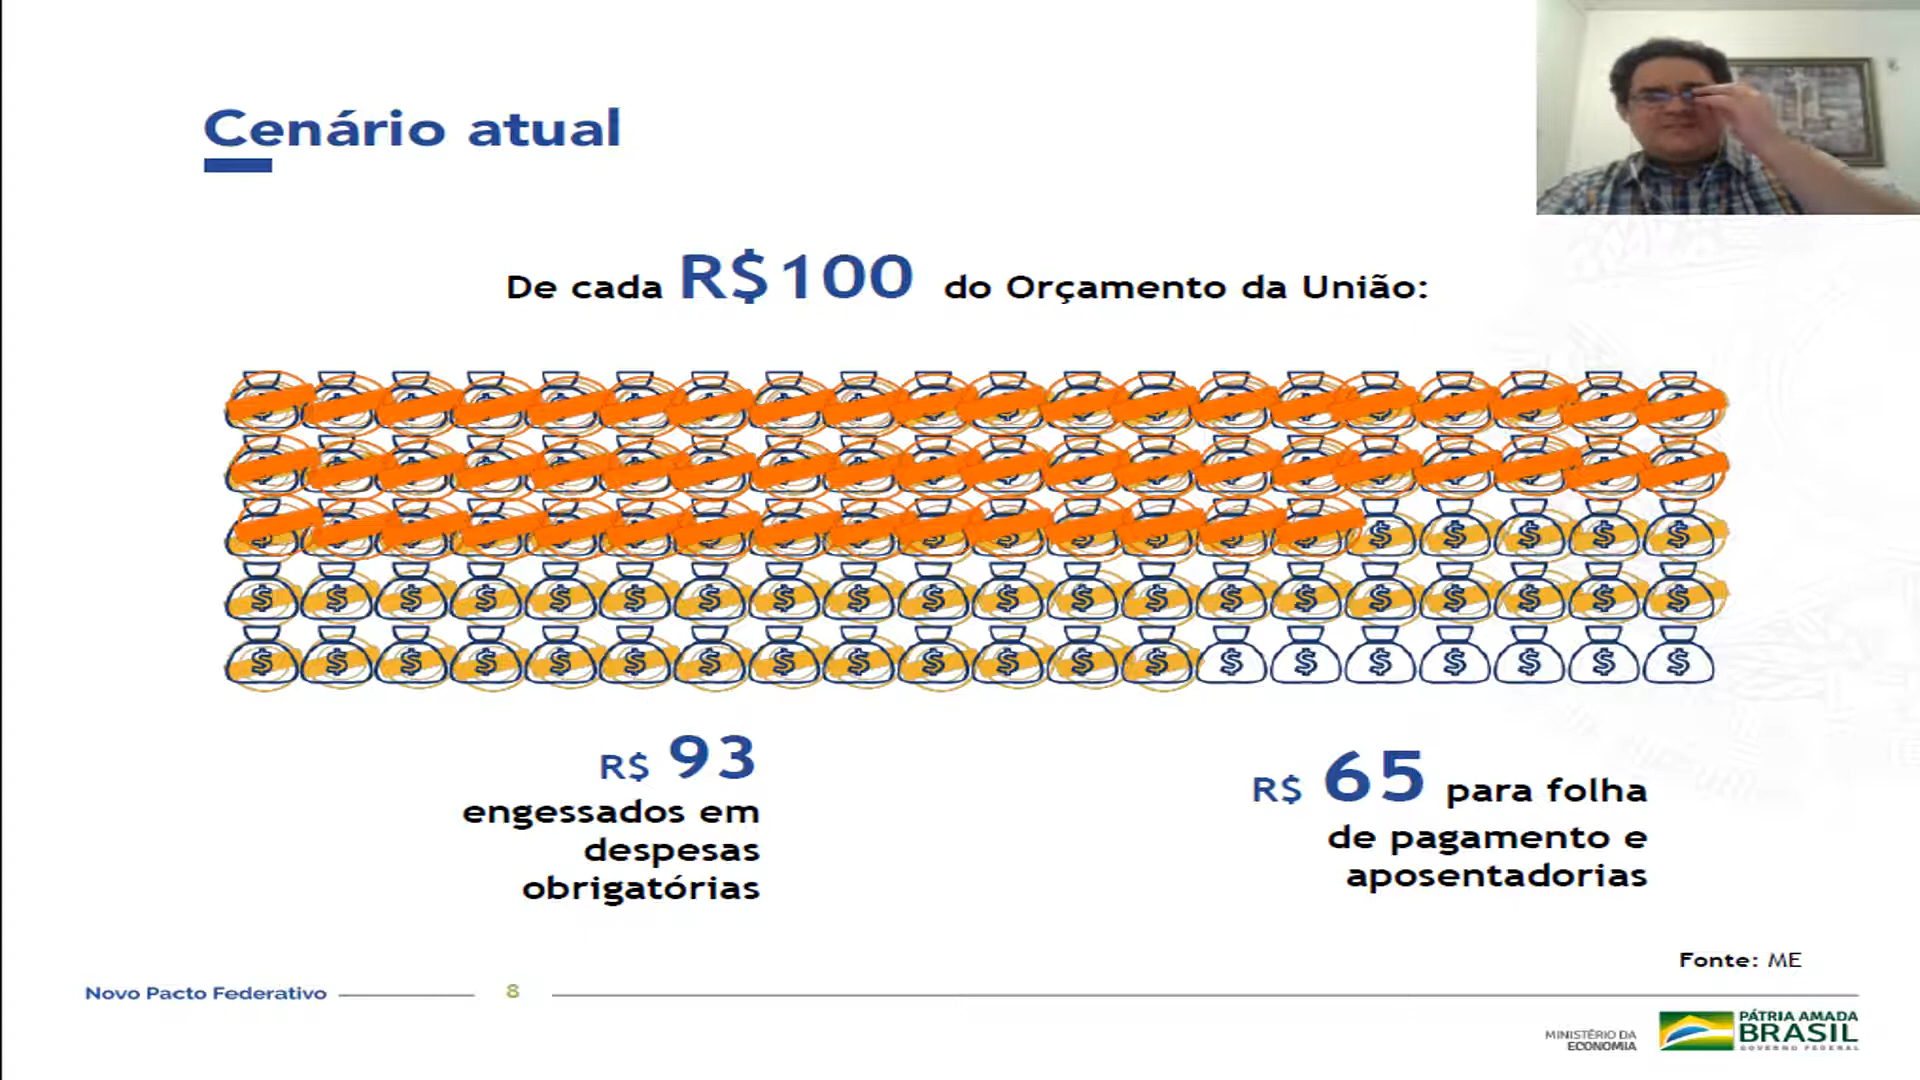 Cenário atual
De cada R$100 do Orçamento da União:
R$ 93
engessados em
despesas
obrigatórias
R$ 65 para folha
de pagamento e
aposentadorias
Fonte: ME
Novo Pacto Federativo
8
MINISTÉRIO DA
ECONOMIA
PÁTRIA AMADA
BRASIL
GOVERNO FEDERAL